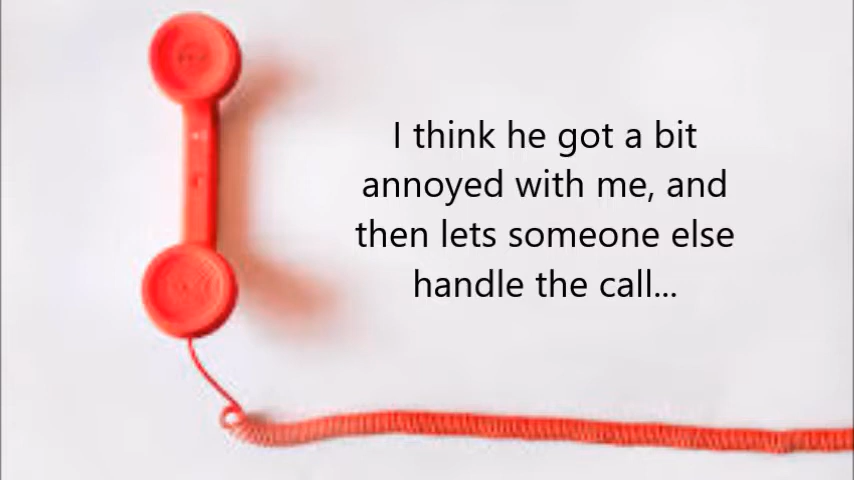 I think he got a bit
annoyed with me, and
then lets someone else
handle the call...